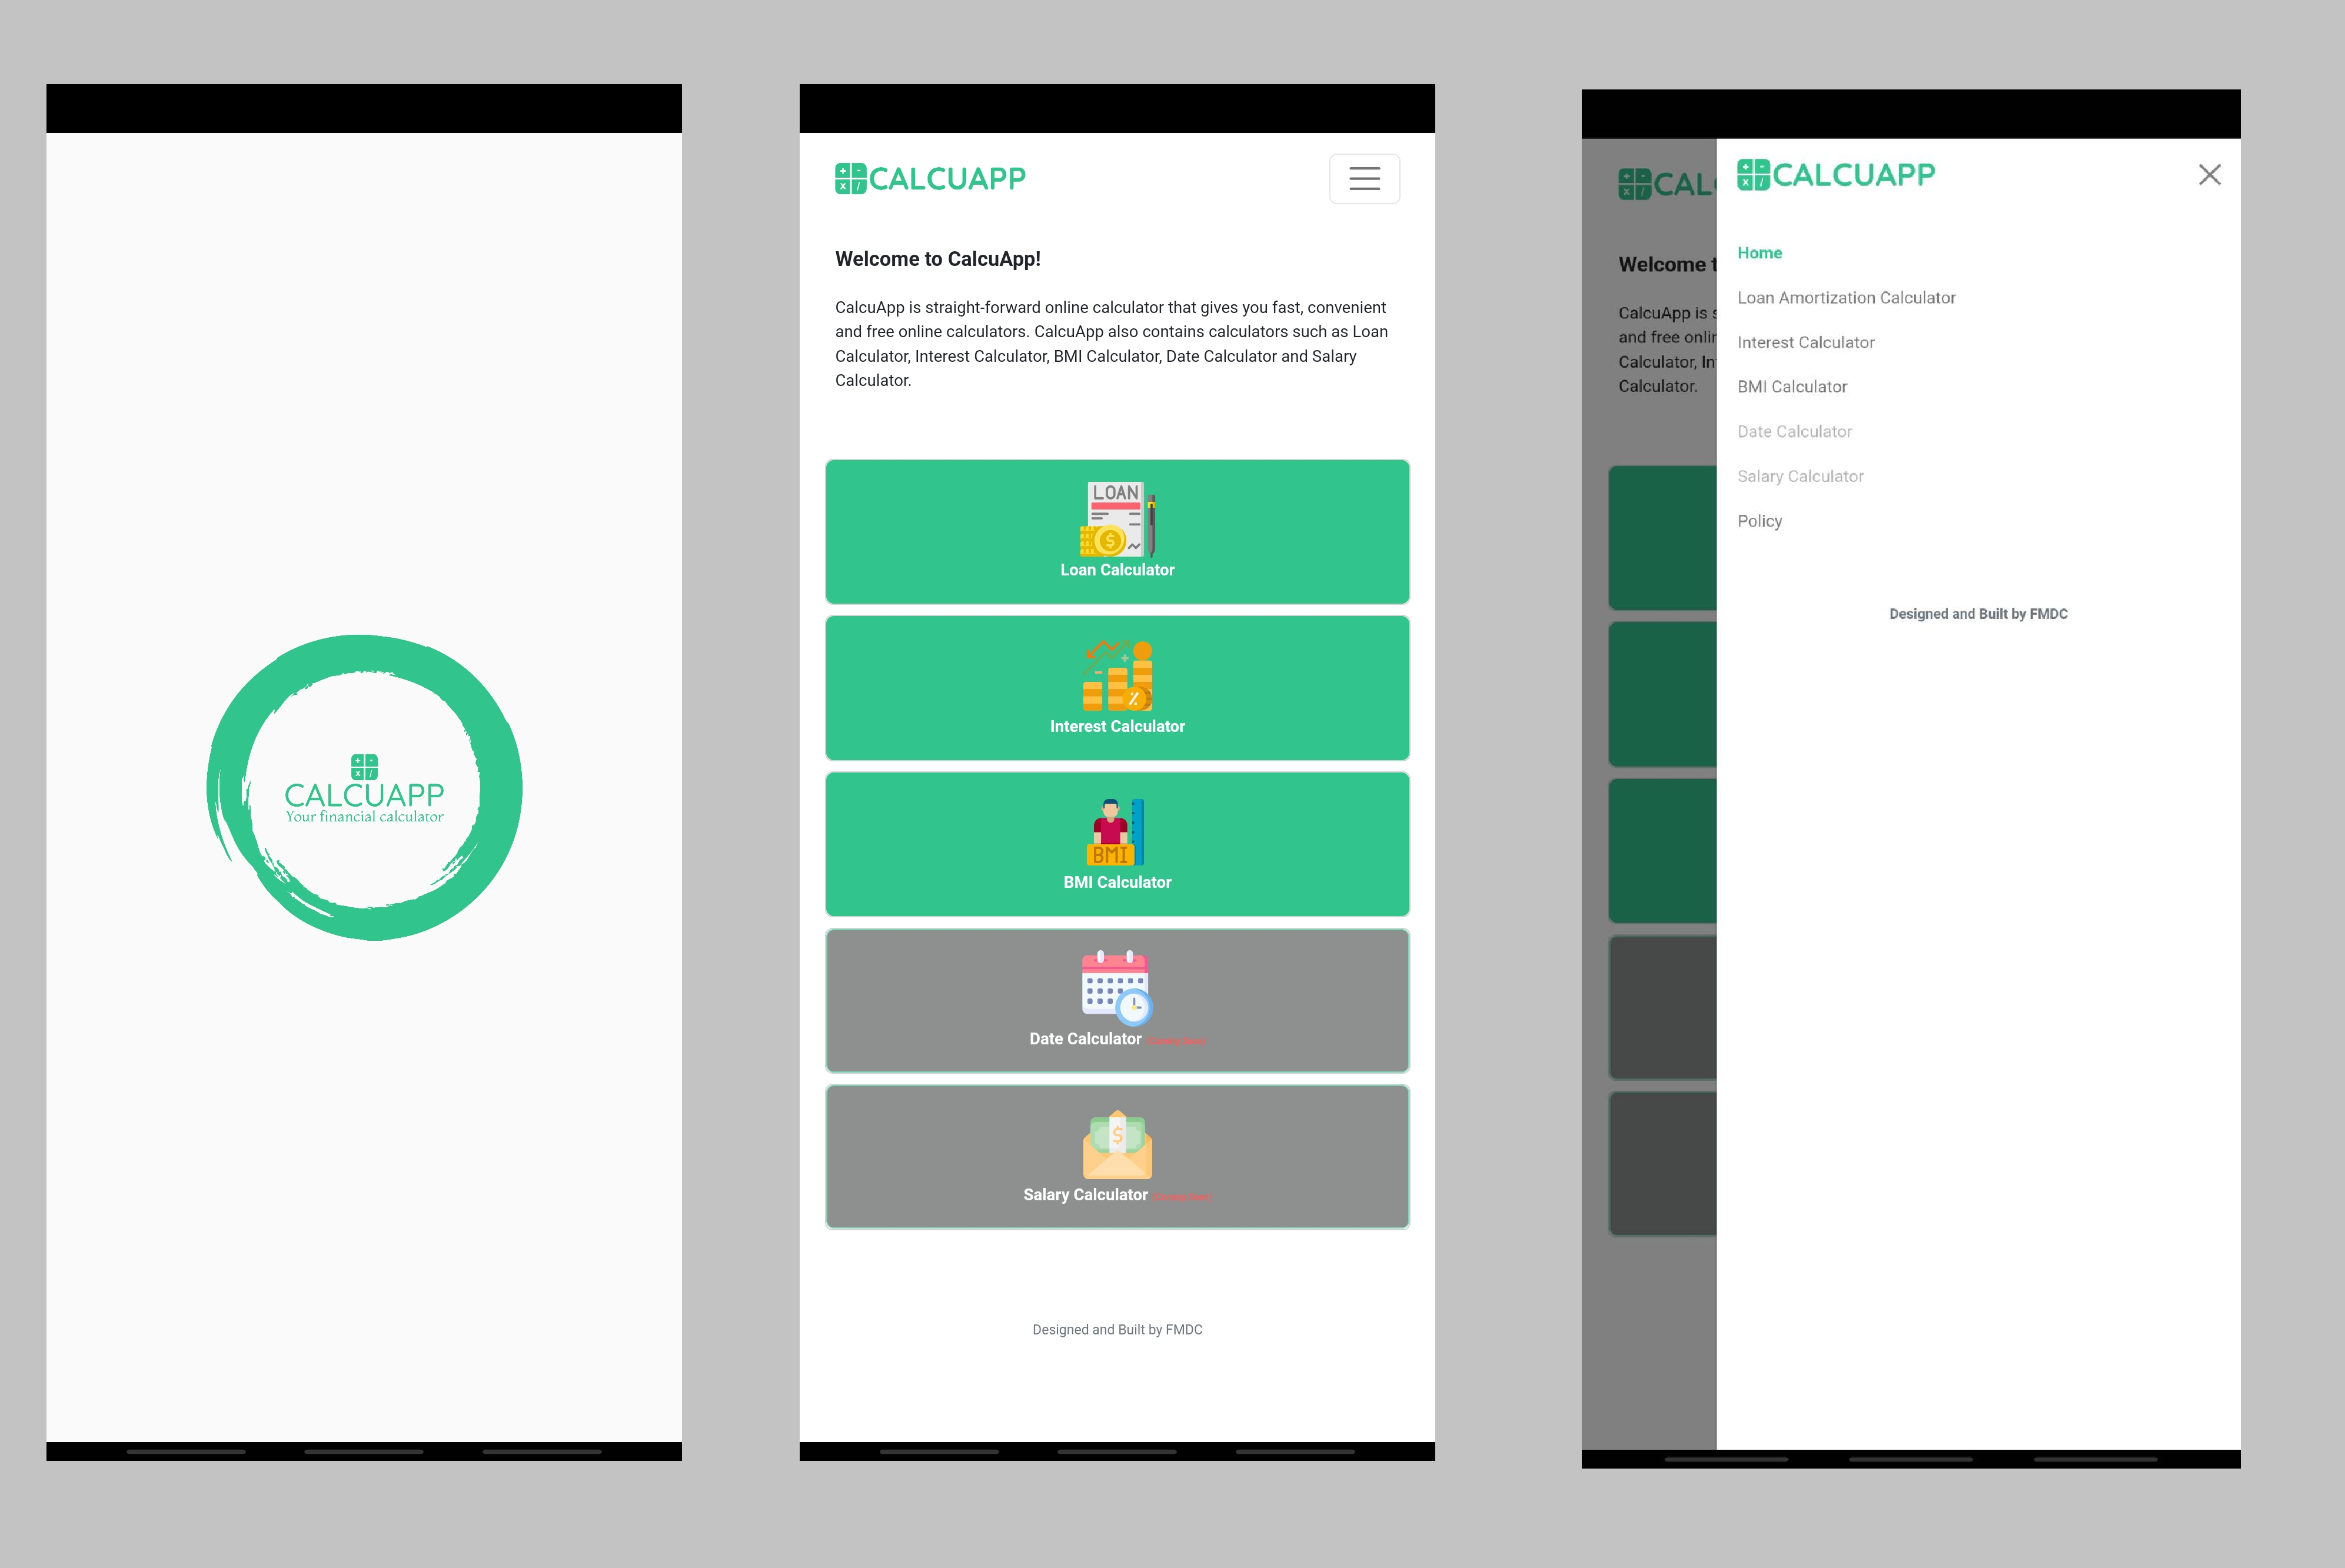 CALCUAPP
Your financial calculator
CALCUAPP
Welcome to CalcuApp!
CalcuApp is straight-forward online calculator that gives you fast, convenient
and free online calculators. CalcuApp also contains calculators such as Loan
Calculator, Interest Calculator, BMI Calculator, Date Calculator and Salary
Calculator.
LOAN
Loan Calculator
Interest Calculator
BMI
BMI Calculator
Date Calculator
Salary Calculator
Designed and Built by FMDC
CALC
Welcome t
CalcuApp is s
and free onlin
Calculator, In
Calculator.
CALCUAPP
Home
Loan Amortization Calculator
Interest Calculator
BMI Calculator
Date Calculator
Salary Calculator
Policy
Designed and Built by FMDC